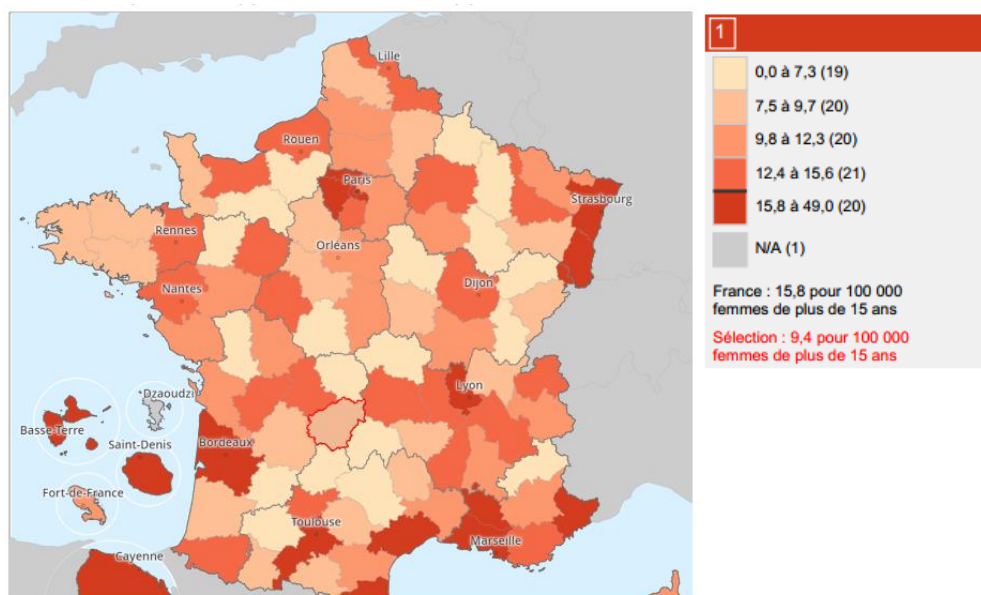 Lille
Rouen
Paris
Strasbourg
Rennes
Orléans
Nantes
Dijon
Lyon
Dzaoudzi
Basse-Terre
Saint-Denis
Bordeaux
Fort-de-France
Toulouse
Marseille
Cayenne
1
0,0 à 7,3 (19)
7,5 à 9,7 (20)
9,8 à 12,3 (20)
12,4 à 15,6 (21)
15,8 à 49,0 (20)
N/A (1)
France : 15,8 pour 100 000
femmes de plus de 15 ans
Sélection : 9,4 pour 100 000
femmes de plus de 15 ans